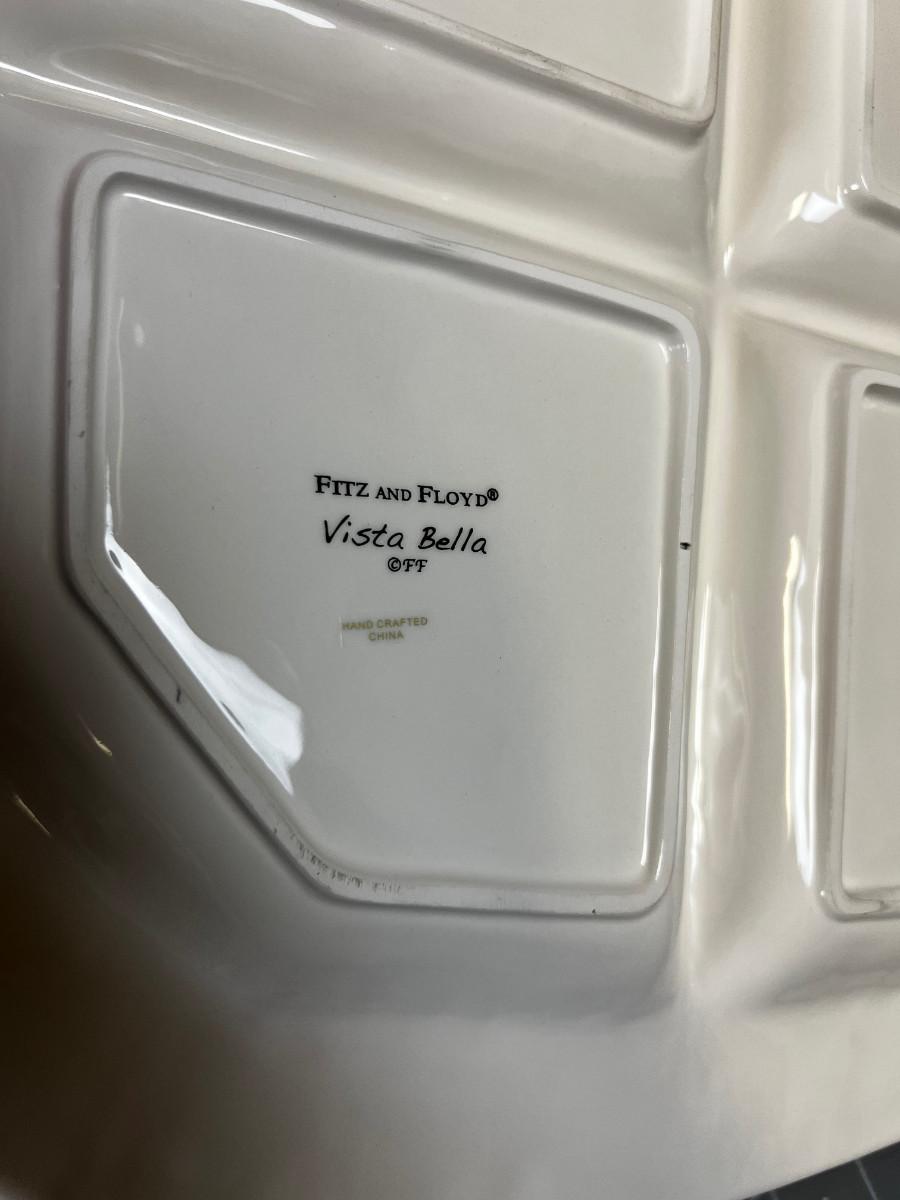 FITZ AND FLOYD®
Vista Bella
©FF
HAND CRAFTED
CHINA